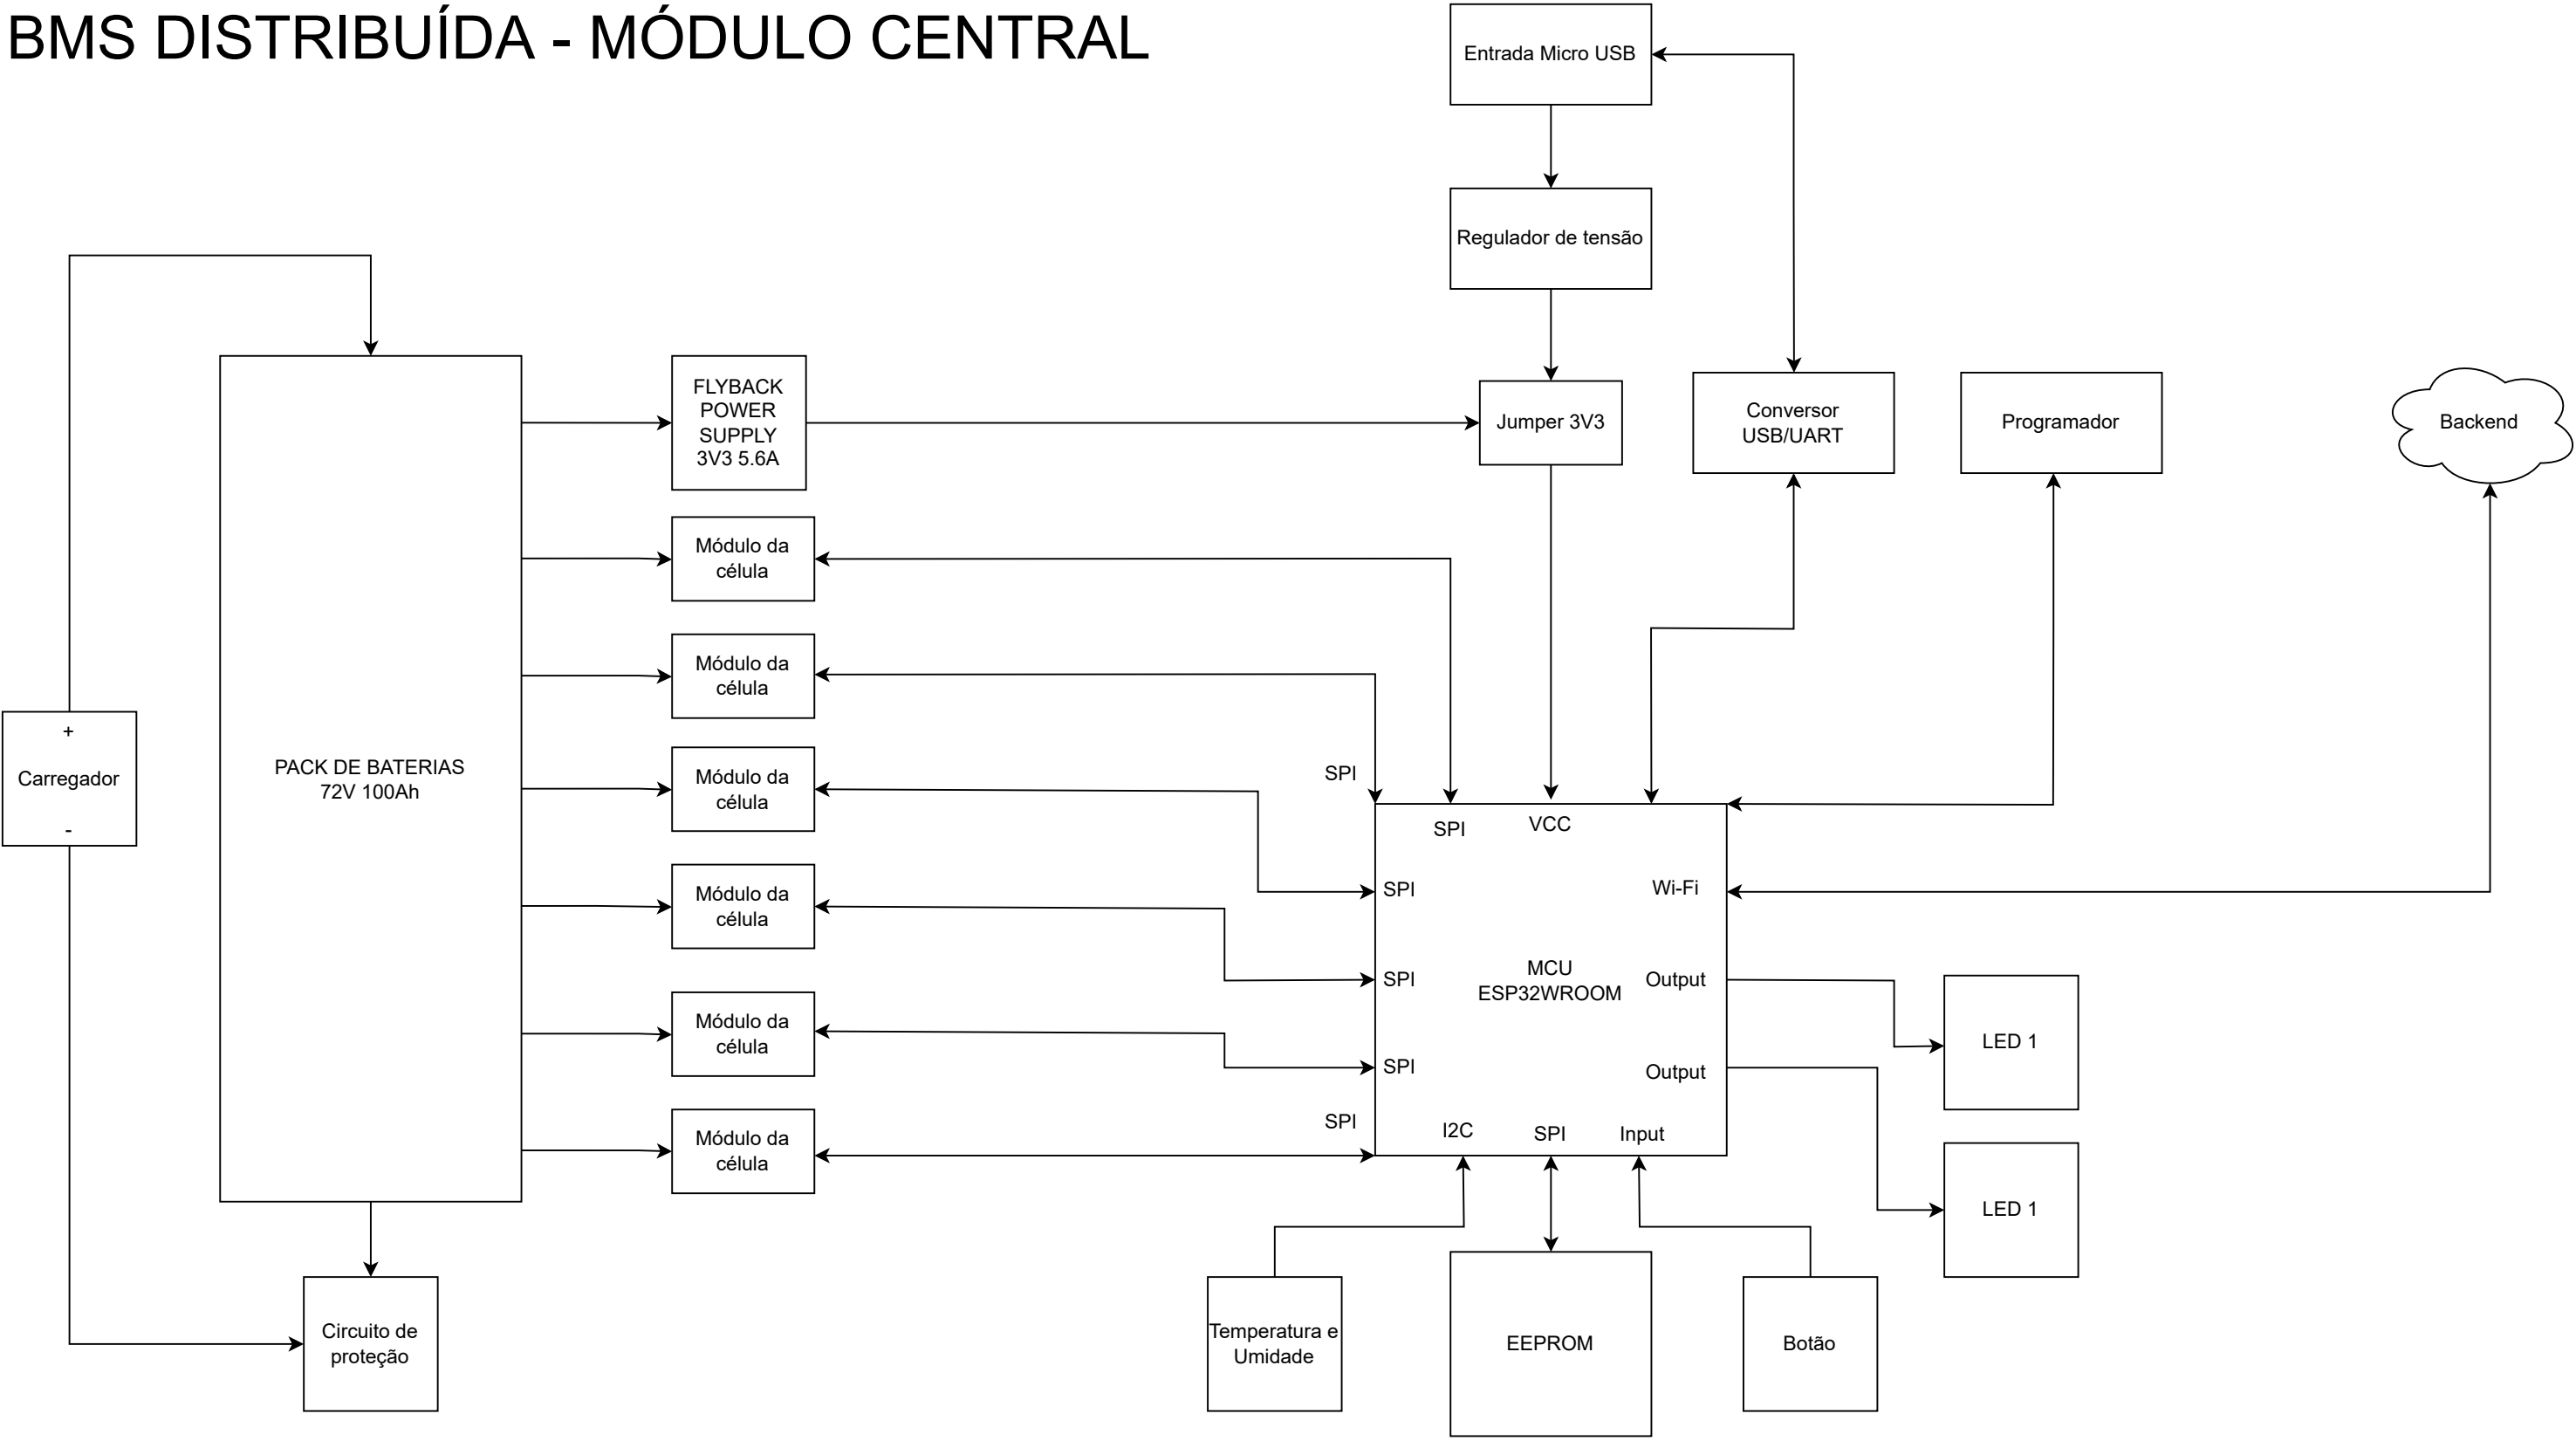 BMS DISTRIBUÍDA - MÓDULO CENTRAL
Entrada Micro USB
Regulador de tensão
FLYBACK
POWER
SUPPLY
3V3 5.6A
Jumper 3V3
Conversor
USB/UART
Programador
Backend
Módulo da
célula
Módulo da
célula
Módulo da
célula
Módulo da
célula
Módulo da
célula
Módulo da
célula
+
Carregador
-
PACK DE BATERIAS
72V 100Ah
SPI
SPI
VCC
SPI
Wi-Fi
SPI
MCU
ESP32WROOM
Output
SPI
Output
SPI
I2C
SPI
Input
LED 1
LED 1
Circuito de
proteção
Temperatura e
Umidade
EEPROM
Botão